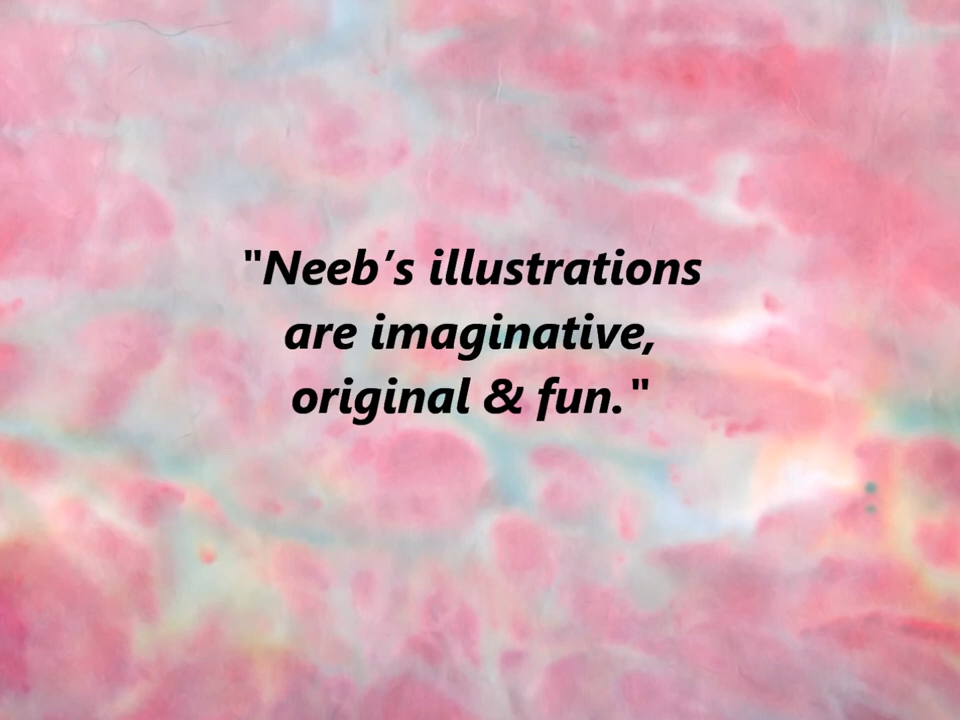 "Neeb’s illustrations
are imaginative,
original & fun."